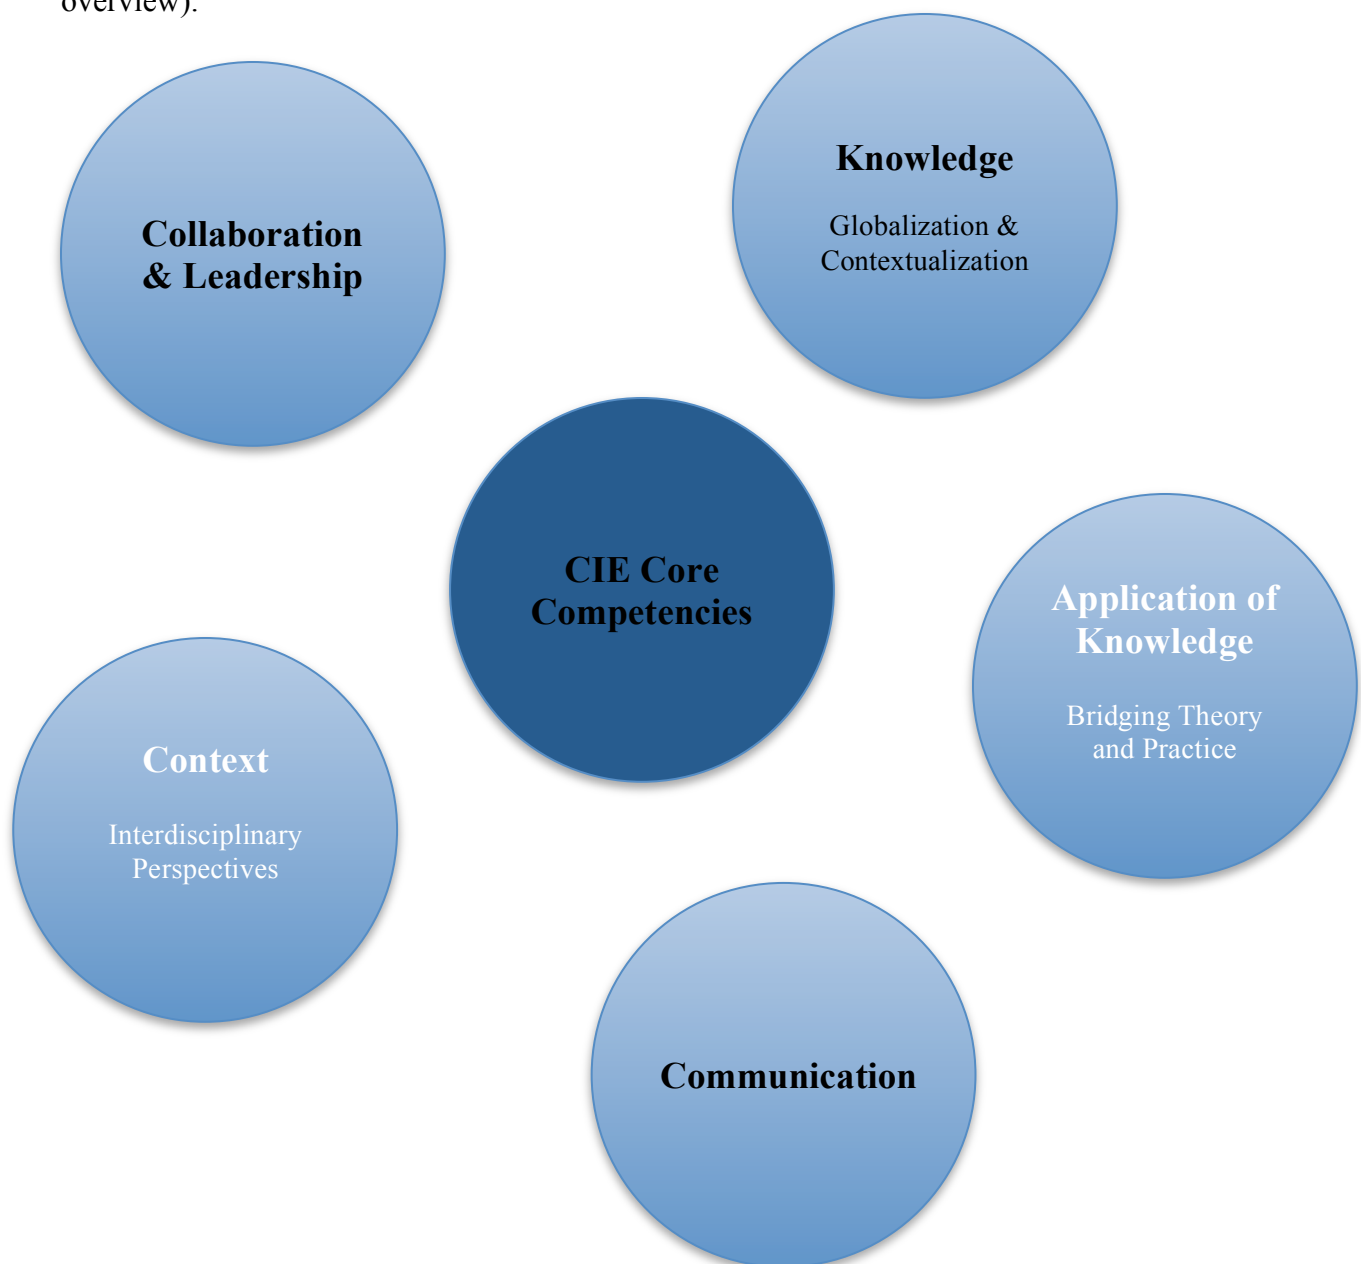 overview).
Knowledge
Globalization &
Contextualization
Collaboration
& Leadership
CIE Core
Competencies
Application of
Knowledge
Bridging Theory
and Practice
Context
Interdisciplinary
Perspectives
Communication